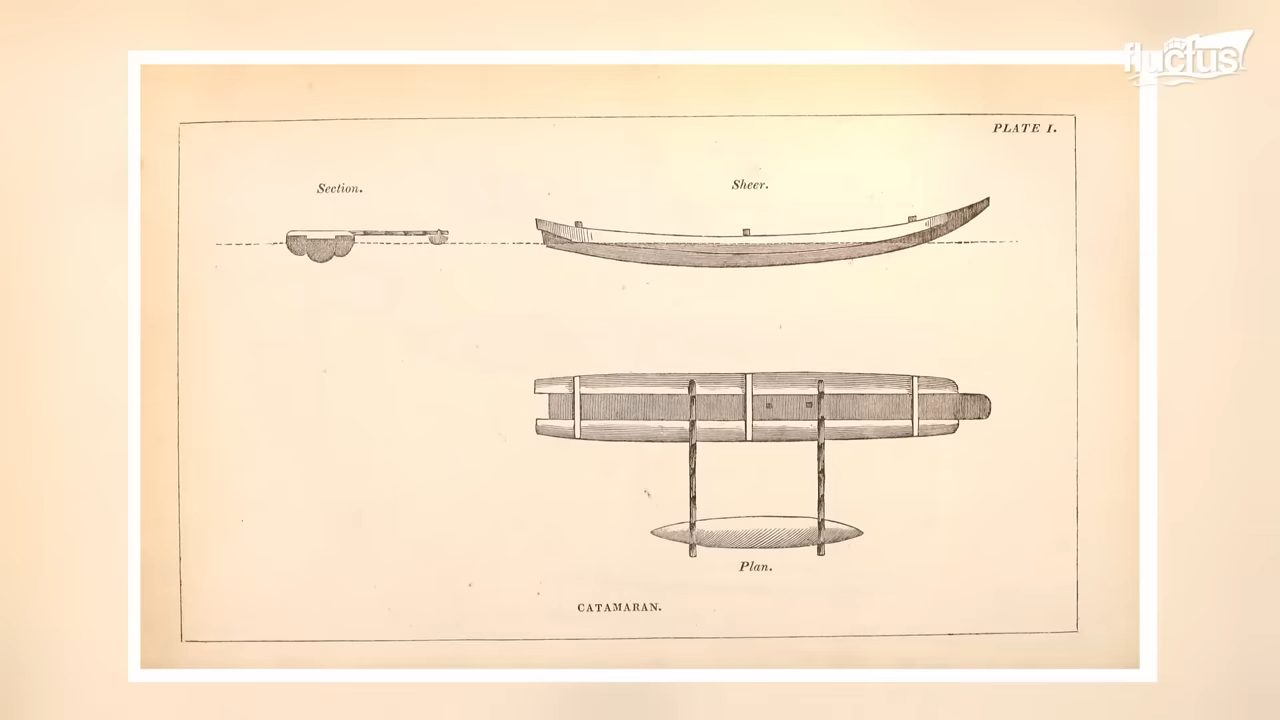 fluctus
PLATE I.
Section.
Sheer.
Plan.
CATAMARAN.